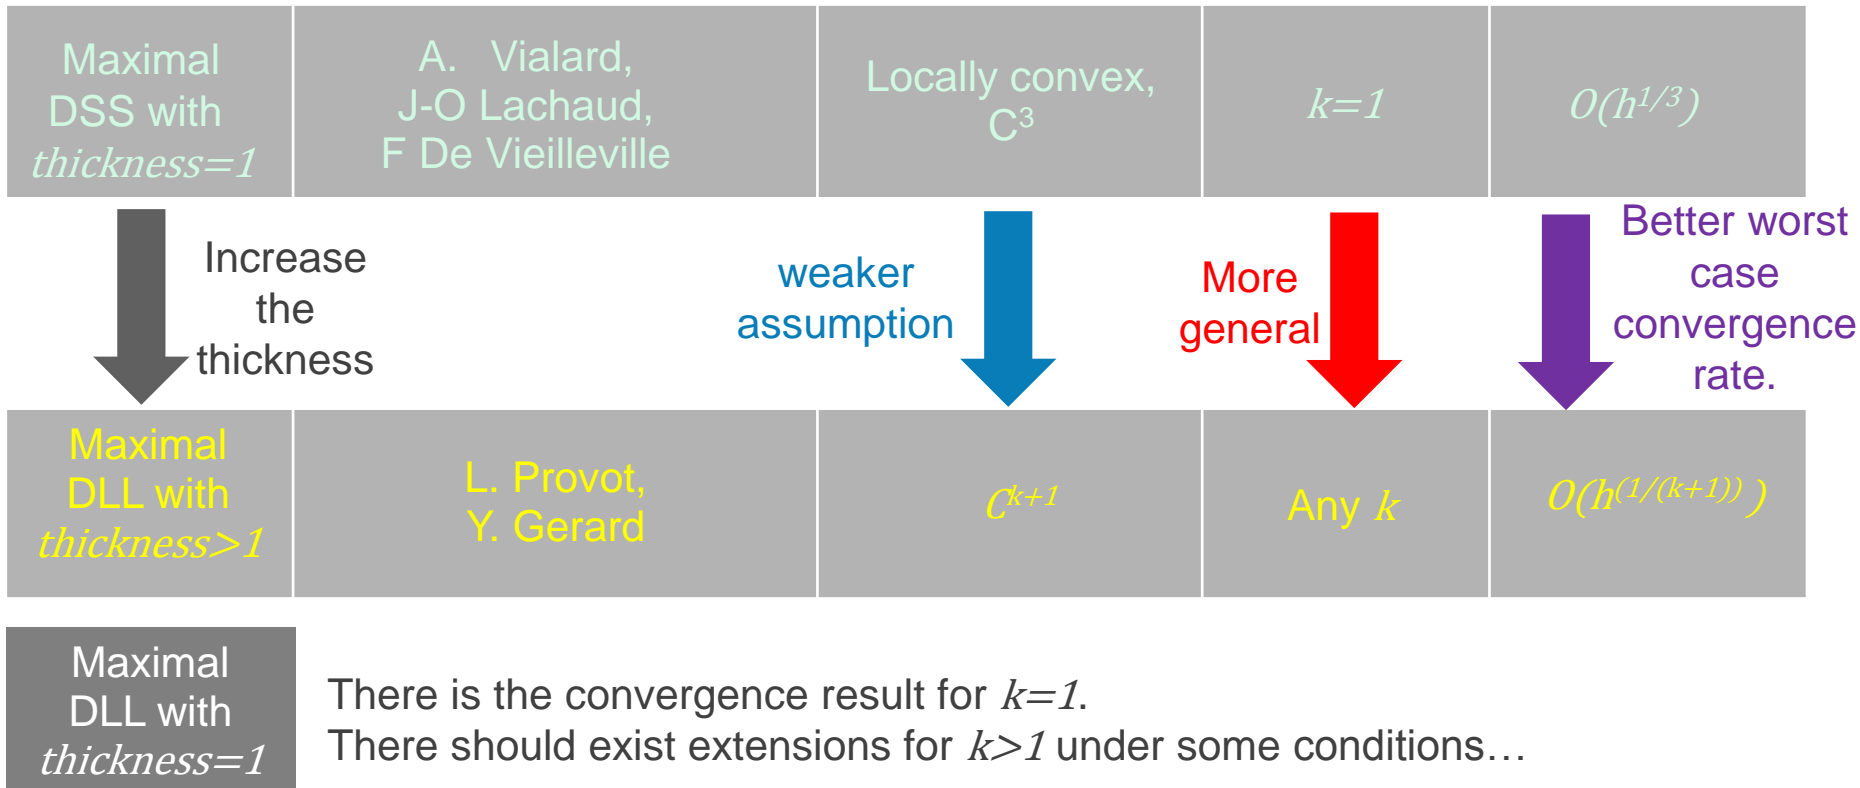 Maximal
DSS with
thickness=1
A. Vialard,
J-O Lachaud,
F De Vieilleville
Locally convex,
C³
k=1
O(h^{1/3})
Increase
the
thickness
weaker
assumption
More
general
Better worst
case
convergence
rate.
Maximal
DLL with
thickness>1
L. Provot,
Y. Gerard
C^{k+1}
Any k
O(h^{(1/(k+1))})
Maximal
DLL with
thickness=1
There is the convergence result for k=1.
There should exist extensions for k>1 under some conditions…